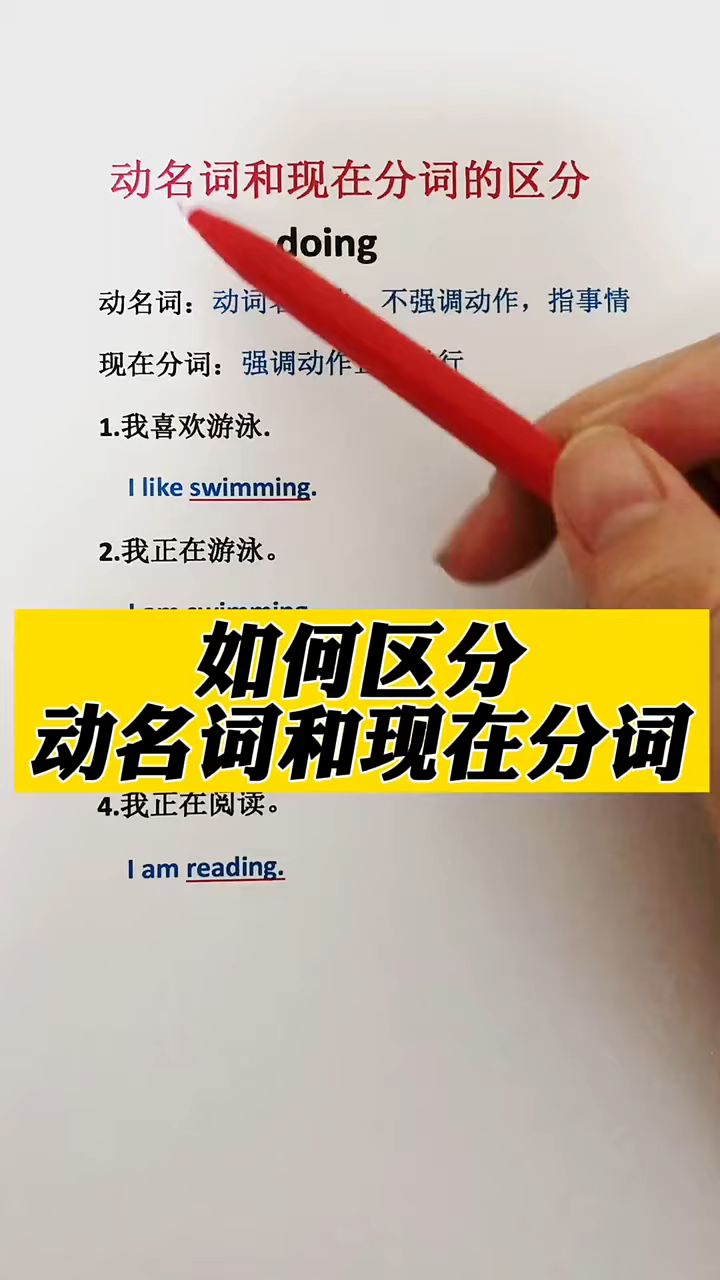 动名词和现在分词的区分
doing
动名词：动词 不强调动作，指事情
现在分词：强调动作 行
1.我喜欢游泳.
I like swimming.
2.我正在游泳。
I am swimming.
如何区分
动名词和现在分词
4.我正在阅读。
I am reading.